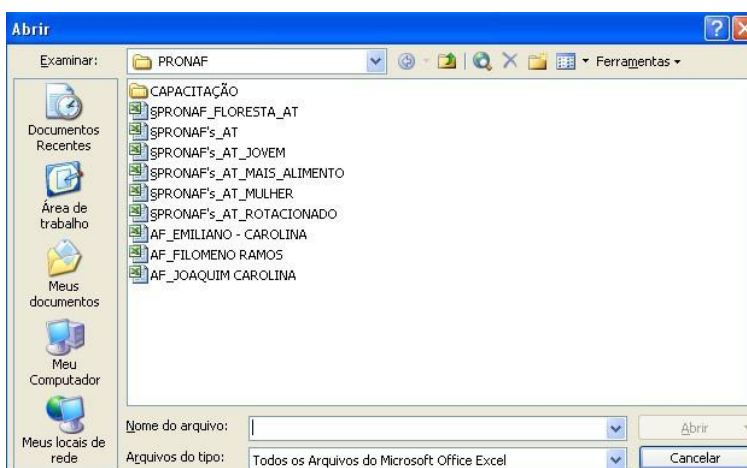 Abrir
Examinar:
PRONAF
Ferramentas
CAPACITAÇÃO
§PRONAF_FLORESTA_AT
§PRONAF's_AT
§PRONAF's_AT_JOVEM
§PRONAF's_AT_MAIS_ALIMENTO
§PRONAF's_AT_MULHER
§PRONAF's_AT_ROTACIONADO
AF_EMILIANO - CAROLINA
AF_FILOMENO RAMOS
AF_JOAQUIM CAROLINA
Documentos
Recentes
Área de
trabalho
Meus
documentos
Meu
Computador
Meus locais de
rede
Nome do arquivo:
Abrir
Arquivos do tipo:
Todos os Arquivos do Microsoft Office Excel
Cancelar